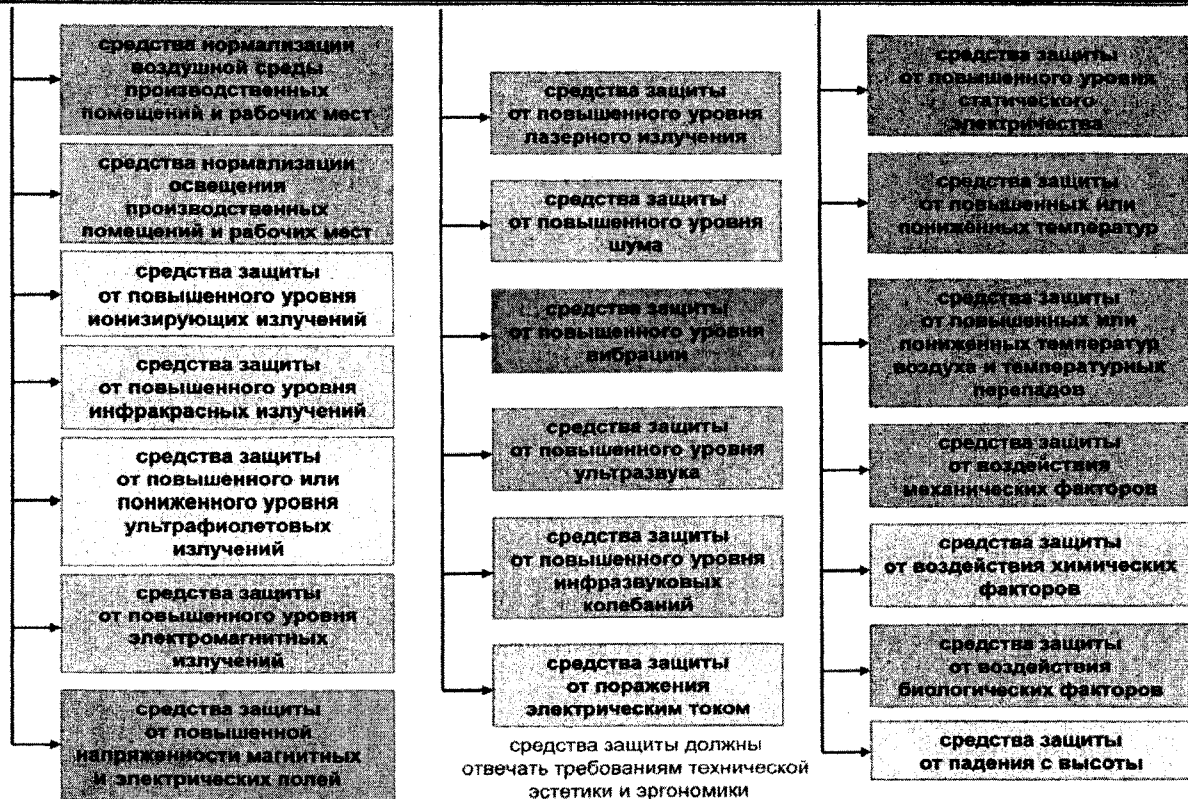 средства нормализации
воздушной среды
производственных
помещений и рабочих мест
средства нормализации
освещения
производственных
помещений и рабочих мест
средства защиты
от повышенного уровня
ионизирующих излучений
средства защиты
от повышенного уровня
инфракрасных излучений
средства защиты
от повышенного или
пониженного уровня
ультрафиолетовых
излучений
средства защиты
от повышенного уровня
электромагнитных
излучений
средства защиты
от повышенной
напряженности магнитных
и электрических полей
средства защиты
от повышенного уровня
лазерного излучения
средства защиты
от повышенного уровня
шума
средства защиты
от повышенного уровня
вибрации
средства защиты
от повышенного уровня
ультразвука
средства защиты
от повышенного уровня
инфразвуковых
колебаний
средства защиты
от поражения
электрическим током
средства защиты должны
отвечать требованиям технической
эстетики и эргономики
средства защиты
от повышенного уровня
статического
электричества
средства защиты
от повышенных или
пониженных температур
средства защиты
от повышенных или
пониженных температур
воздуха и температурных
перепадов
средства защиты
от воздействия
механических факторов
средства защиты
от воздействия химических
факторов
средства защиты
от воздействия
биологических факторов
средства защиты
от падения с высоты